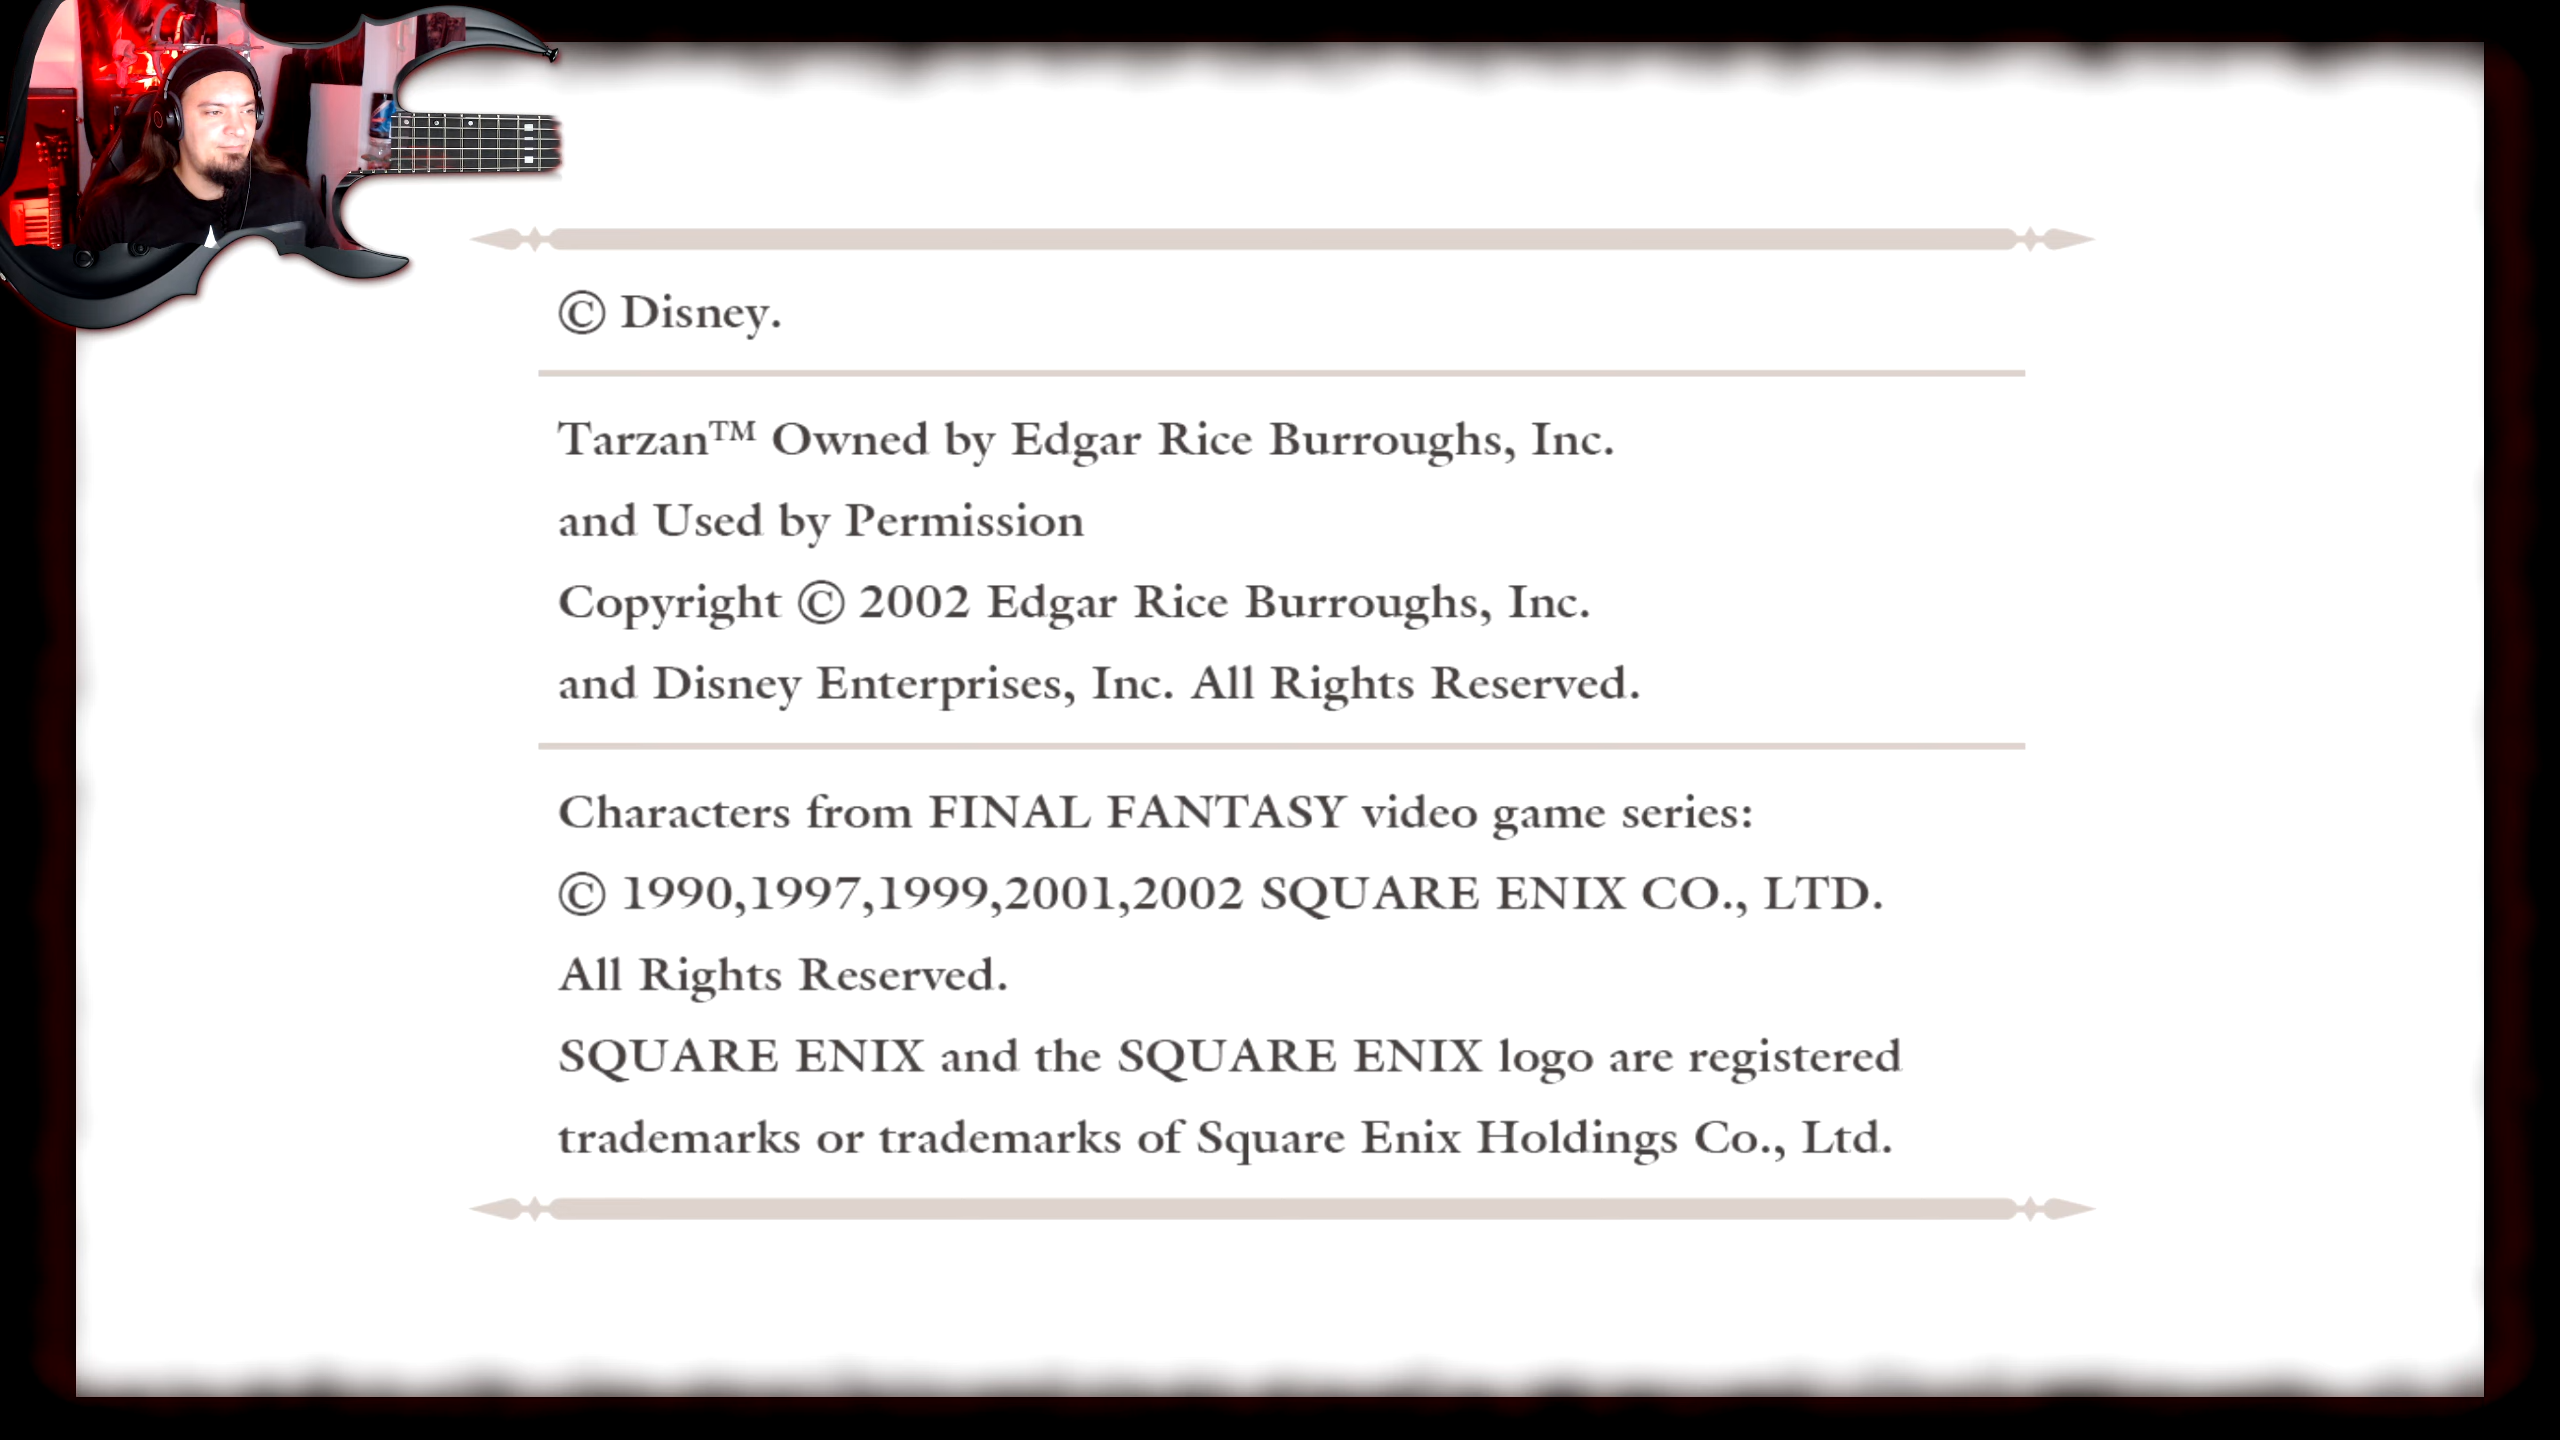 © Disney.
Tarzan™ Owned by Edgar Rice Burroughs, Inc.
and Used by Permission
Copyright © 2002 Edgar Rice Burroughs, Inc.
and Disney Enterprises, Inc. All Rights Reserved.
Characters from FINAL FANTASY video game series:
© 1990,1997,1999,2001,2002 SQUARE ENIX CO., LTD.
All Rights Reserved.
SQUARE ENIX and the SQUARE ENIX logo are registered
trademarks or trademarks of Square Enix Holdings Co., Ltd.